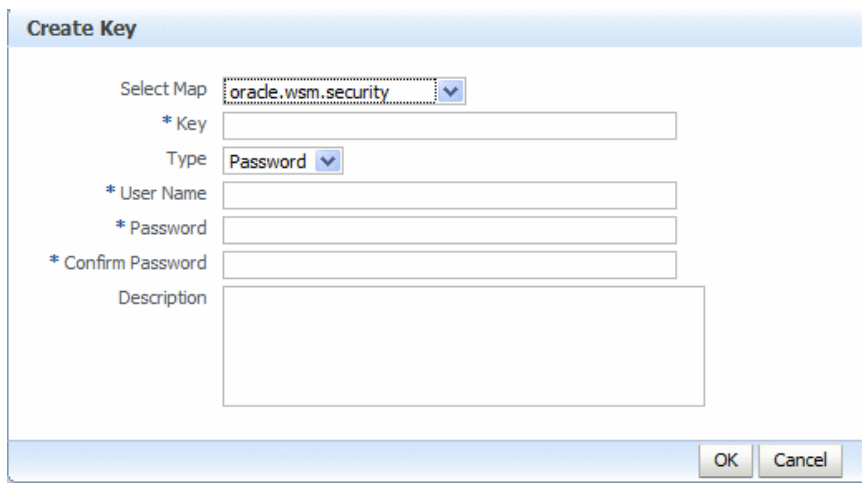 Create Key
Select Map oracle.wsm.security
* Key
Type Password
* User Name
* Password
* Confirm Password
Description
OK Cancel